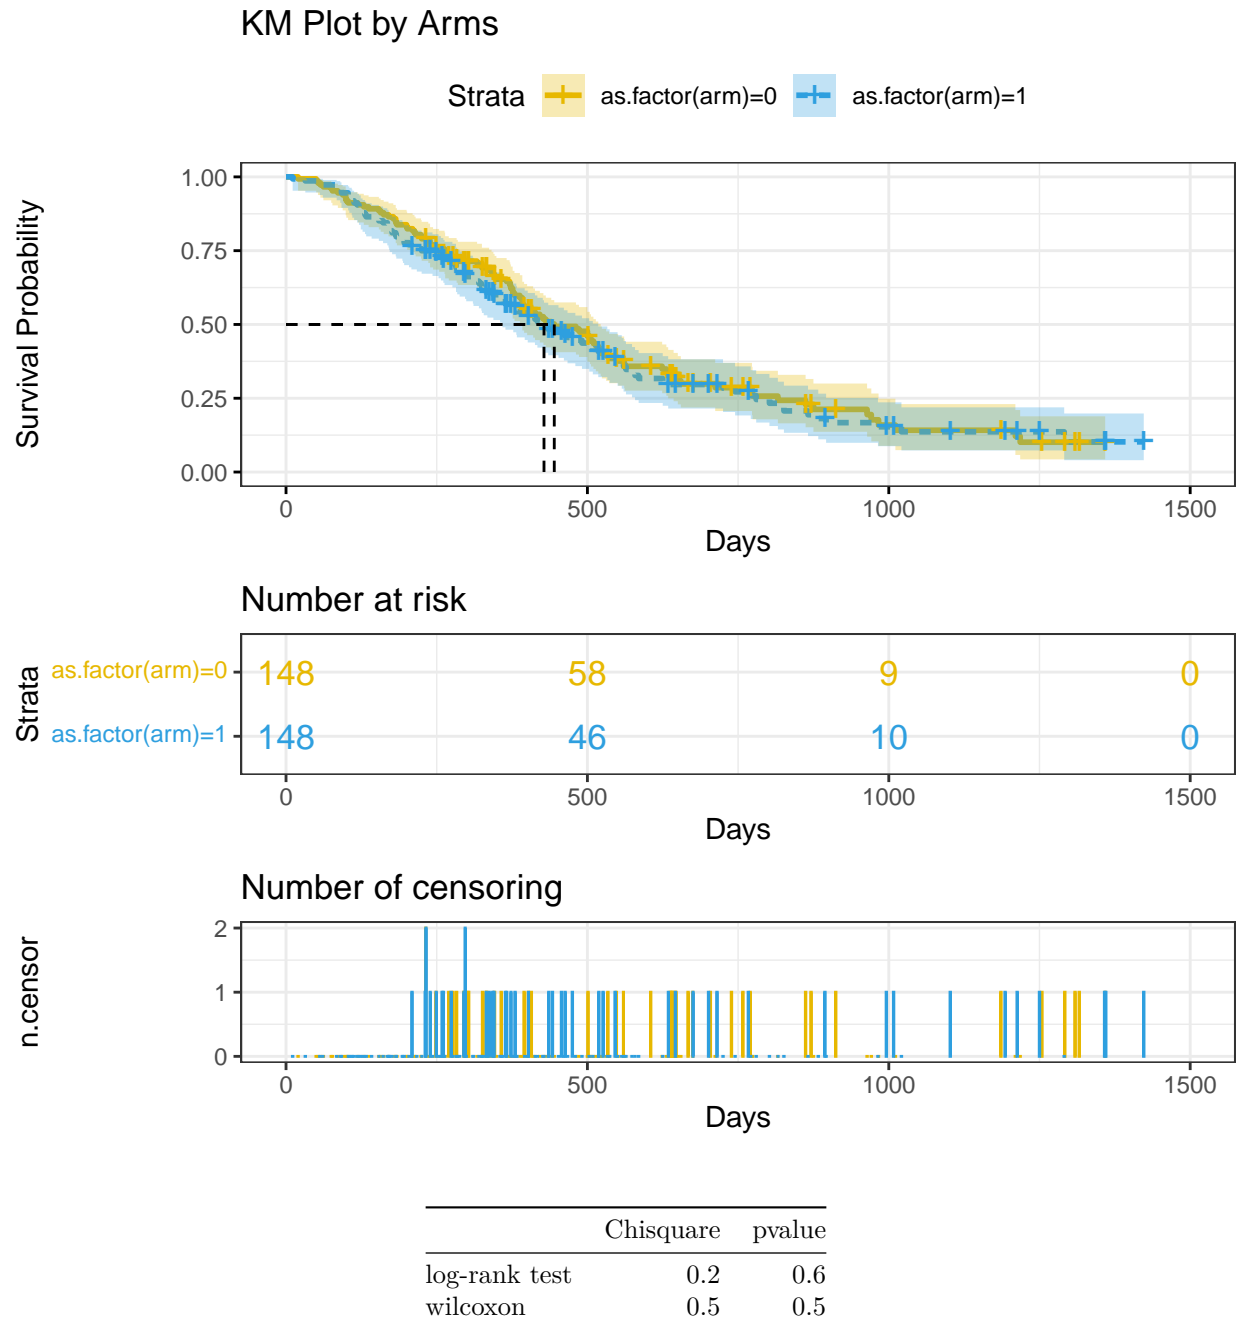 KM Plot by Arms
Strata as.factor(arm)=0 as.factor(arm)=1
Survival Probability
1.00
0.75
0.50
0.25
0.00
0 500 1000 1500
Days
Number at risk
Strata
as.factor(arm)=0 148 58 9 0
as.factor(arm)=1 148 46 10 0
0 500 1000 1500
Days
Number of censoring
n.censor
2
1
0
0 500 1000 1500
Days
Chisquare pvalue
log-rank test 0.2 0.6
wilcoxon 0.5 0.5